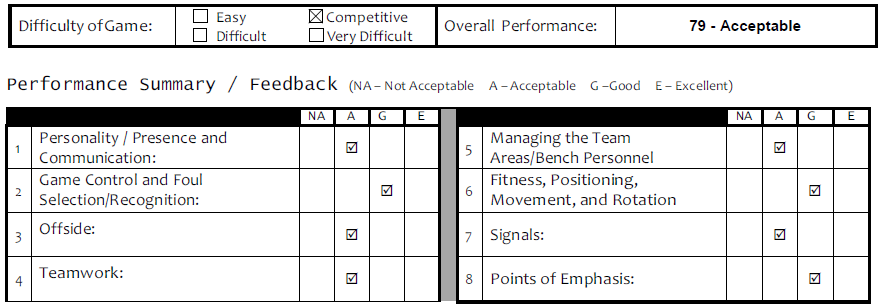 Difficulty of Game:
☐ Easy ☒ Competitive
☐ Difficult ☐ Very Difficult
Overall Performance:
79 - Acceptable
Performance Summary / Feedback (NA – Not Acceptable A – Acceptable G –Good E – Excellent)
NA A G E
1 Personality / Presence and
Communication: ☑
2 Game Control and Foul
Selection/Recognition: ☑
3 Offside: ☑
4 Teamwork: ☑
NA A G E
5 Managing the Team
Areas/Bench Personnel ☑
6 Fitness, Positioning,
Movement, and Rotation ☑
7 Signals: ☑
8 Points of Emphasis: ☑